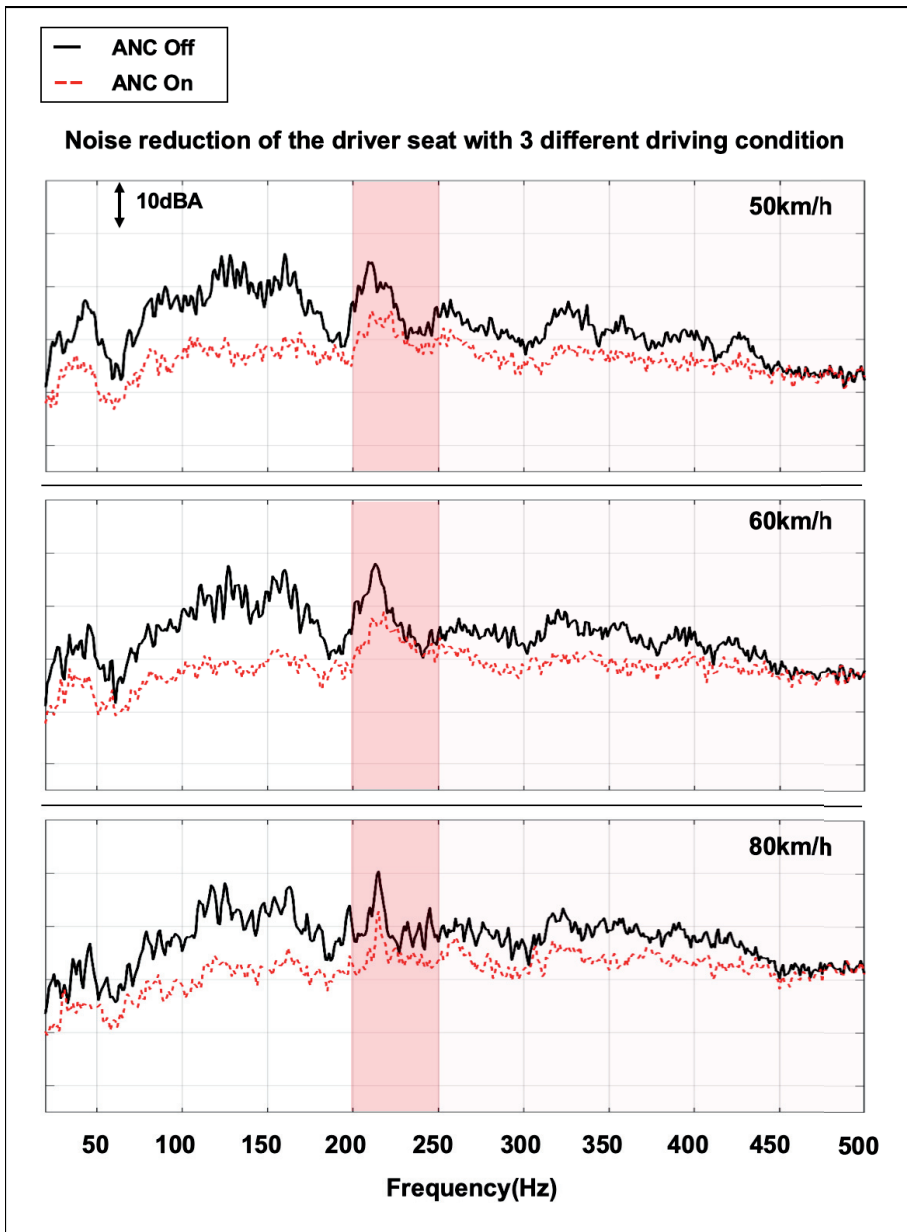 ANC Off
ANC On
Noise reduction of the driver seat with 3 different driving condition
10dBA
50km/h
60km/h
80km/h
50 100 150 200 250 300 350 400 450 500
Frequency(Hz)